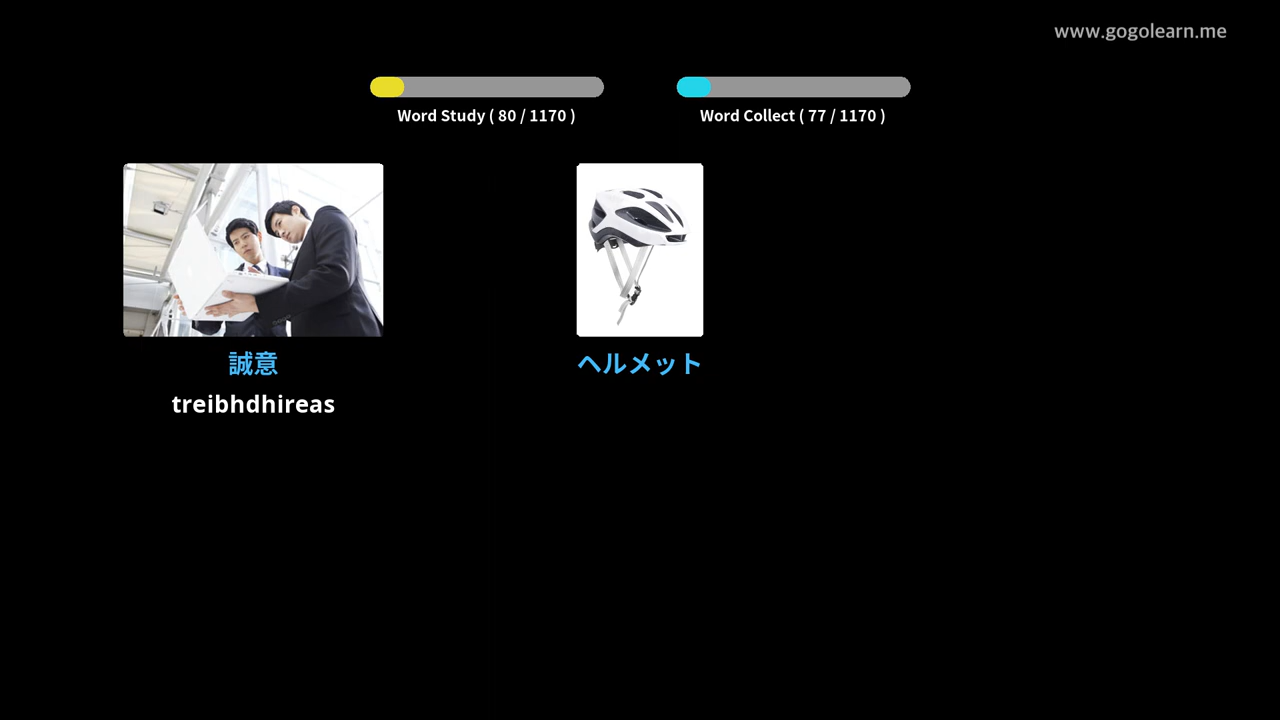 www.gogolearn.me
Word Study ( 80 / 1170 )
Word Collect ( 77 / 1170 )
誠意
treibhdhireas
ヘルメット